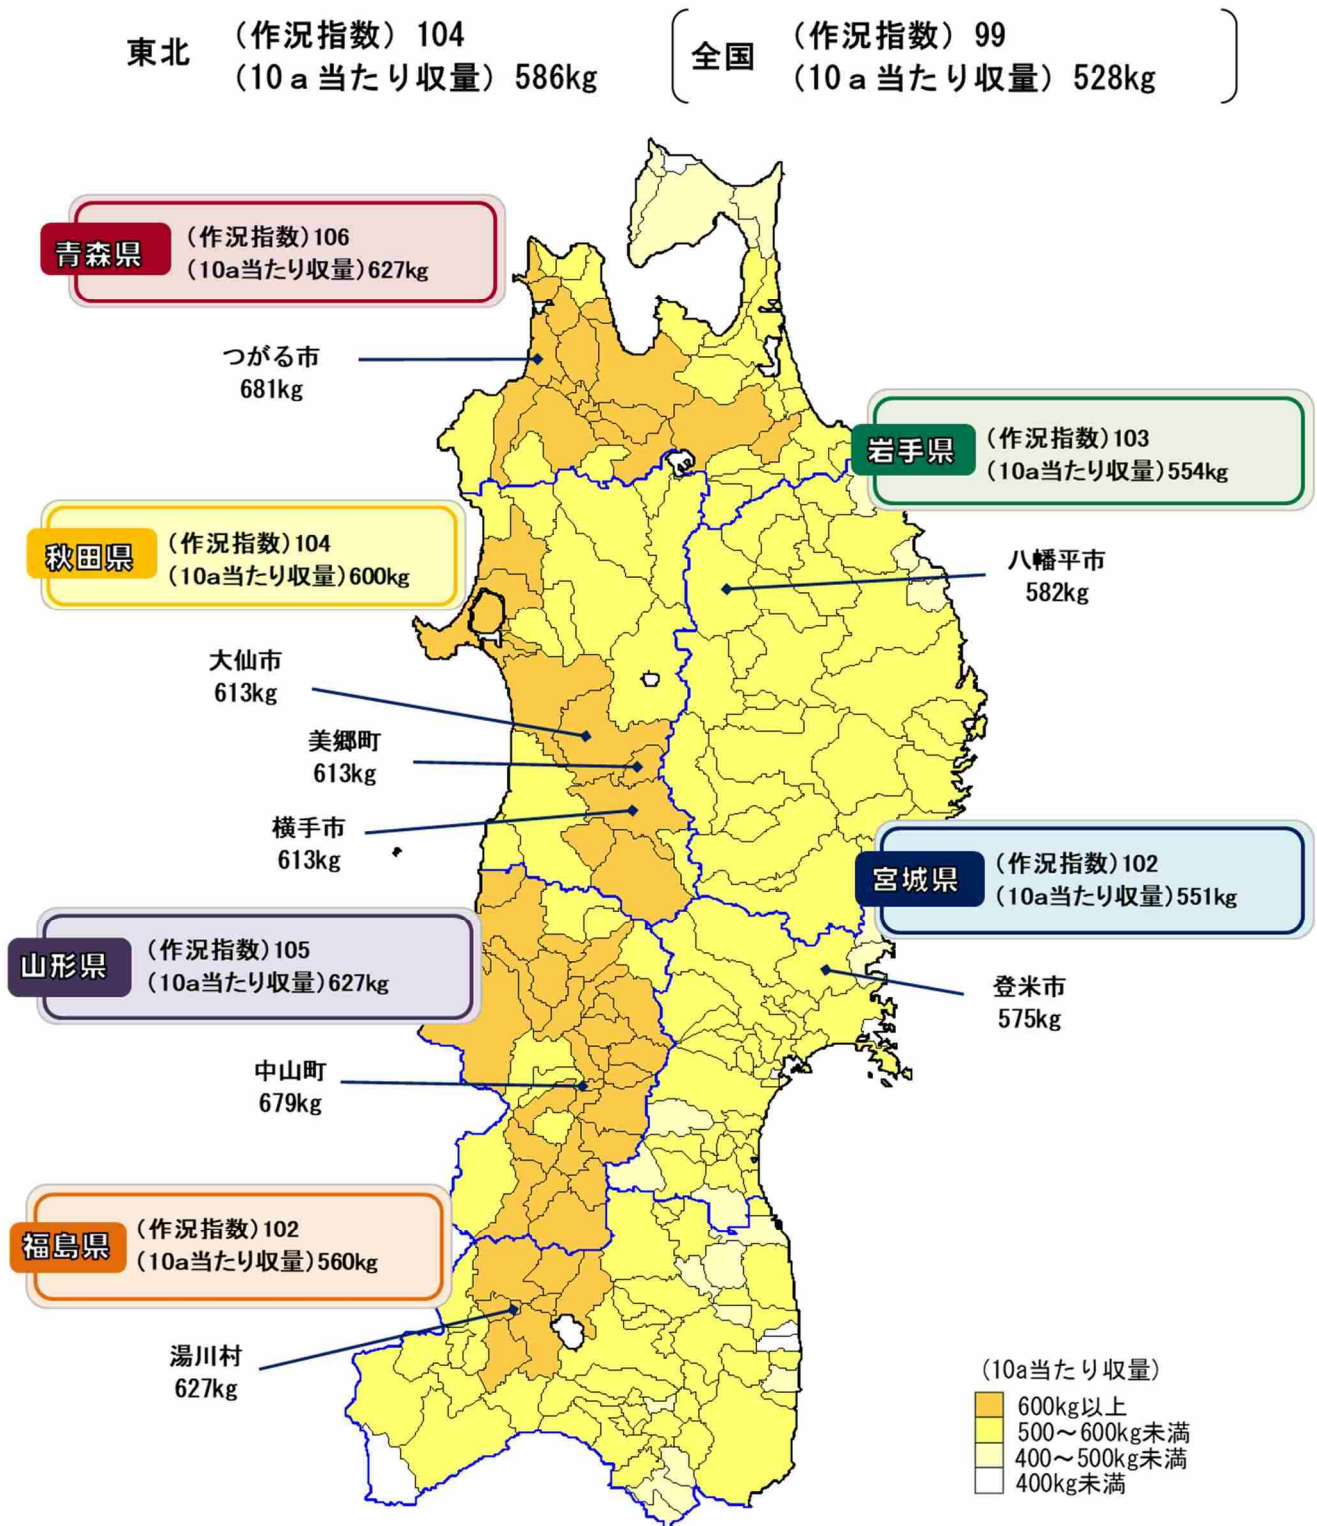 東北
(作況指数) 104
(10a当たり収量) 586kg
全国
(作況指数) 99
(10a当たり収量) 528kg
青森県
(作況指数)106
(10a当たり収量)627kg
つがる市
681kg
岩手県
(作況指数)103
(10a当たり収量)554kg
秋田県
(作況指数)104
(10a当たり収量)600kg
八幡平市
582kg
大仙市
613kg
美郷町
613kg
横手市
613kg
宮城県
(作況指数)102
(10a当たり収量)551kg
山形県
(作況指数)105
(10a当たり収量)627kg
登米市
575kg
中山町
679kg
福島県
(作況指数)102
(10a当たり収量)560kg
湯川村
627kg
(10a当たり収量)
600kg以上
500～600kg未満
400～500kg未満
400kg未満